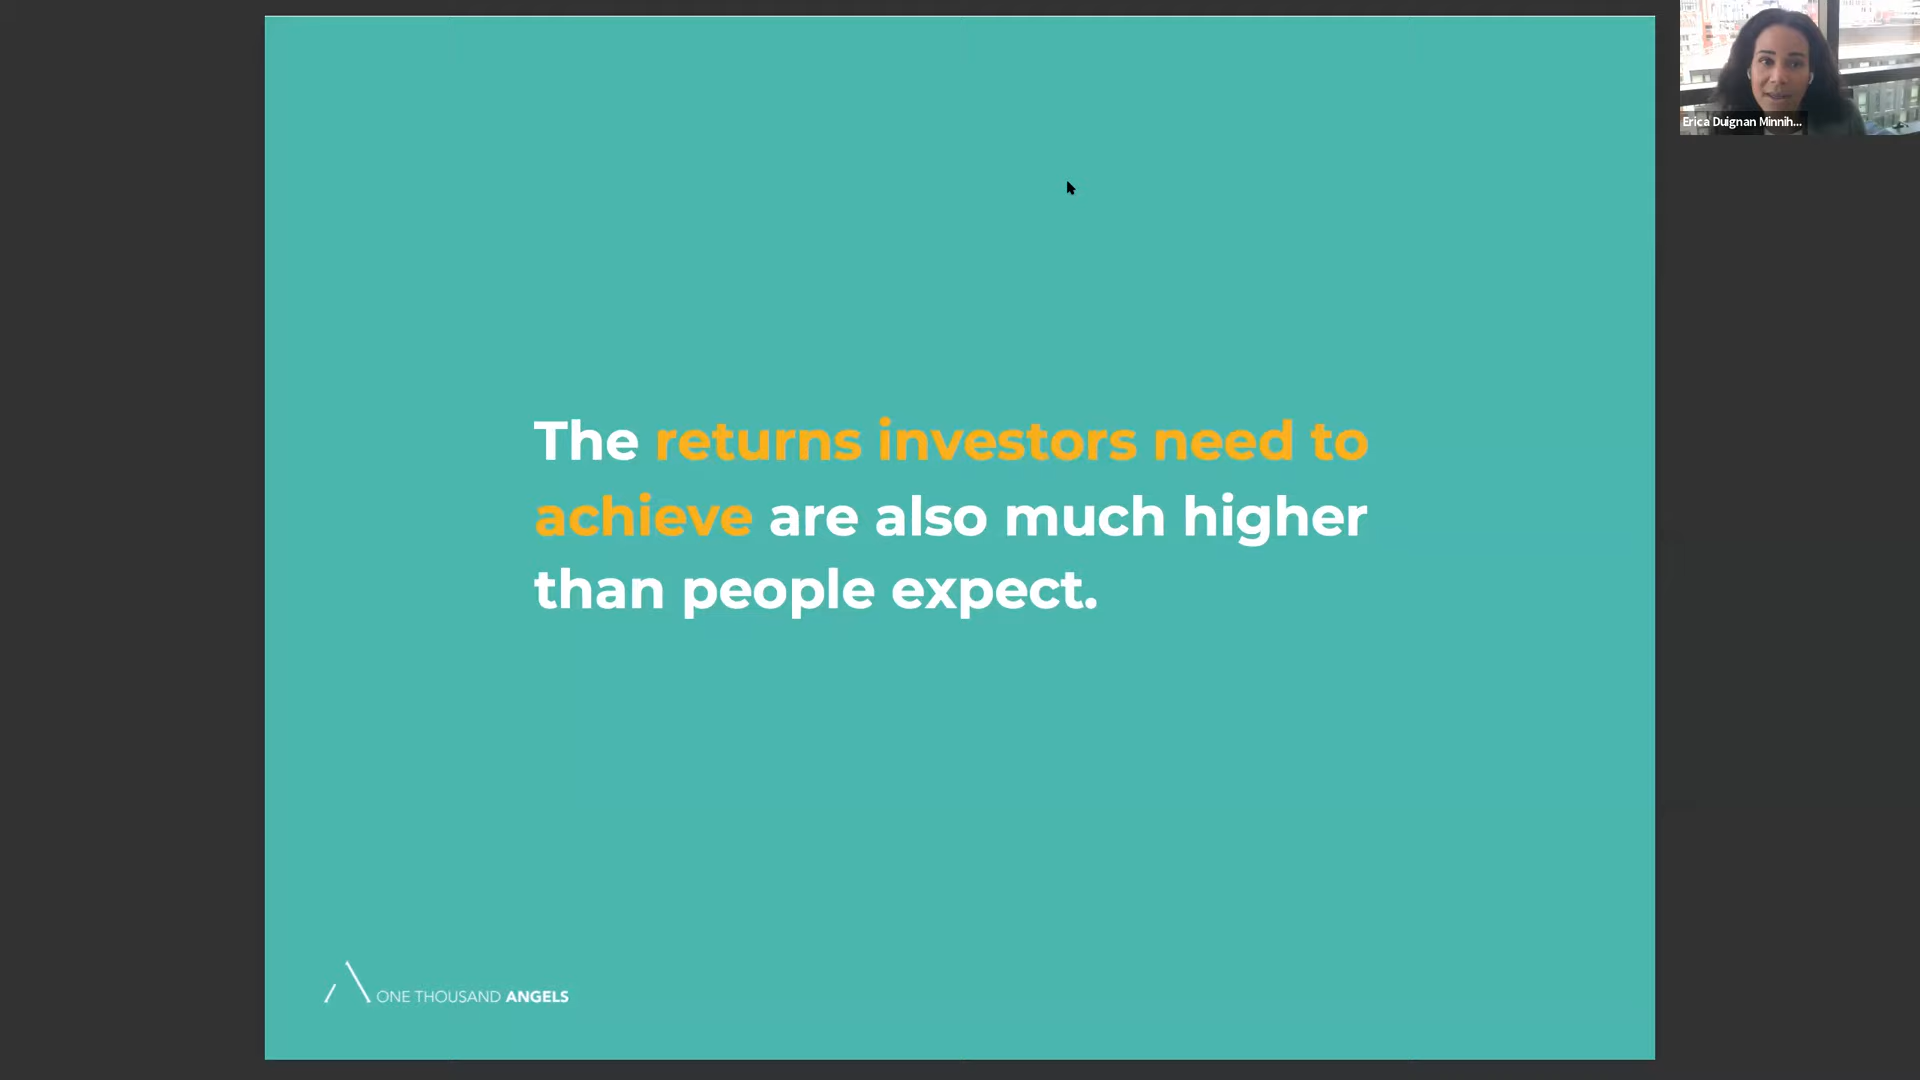 Erica Duignan Minnih...
The returns investors need to
achieve are also much higher
than people expect.
ONE THOUSAND ANGELS